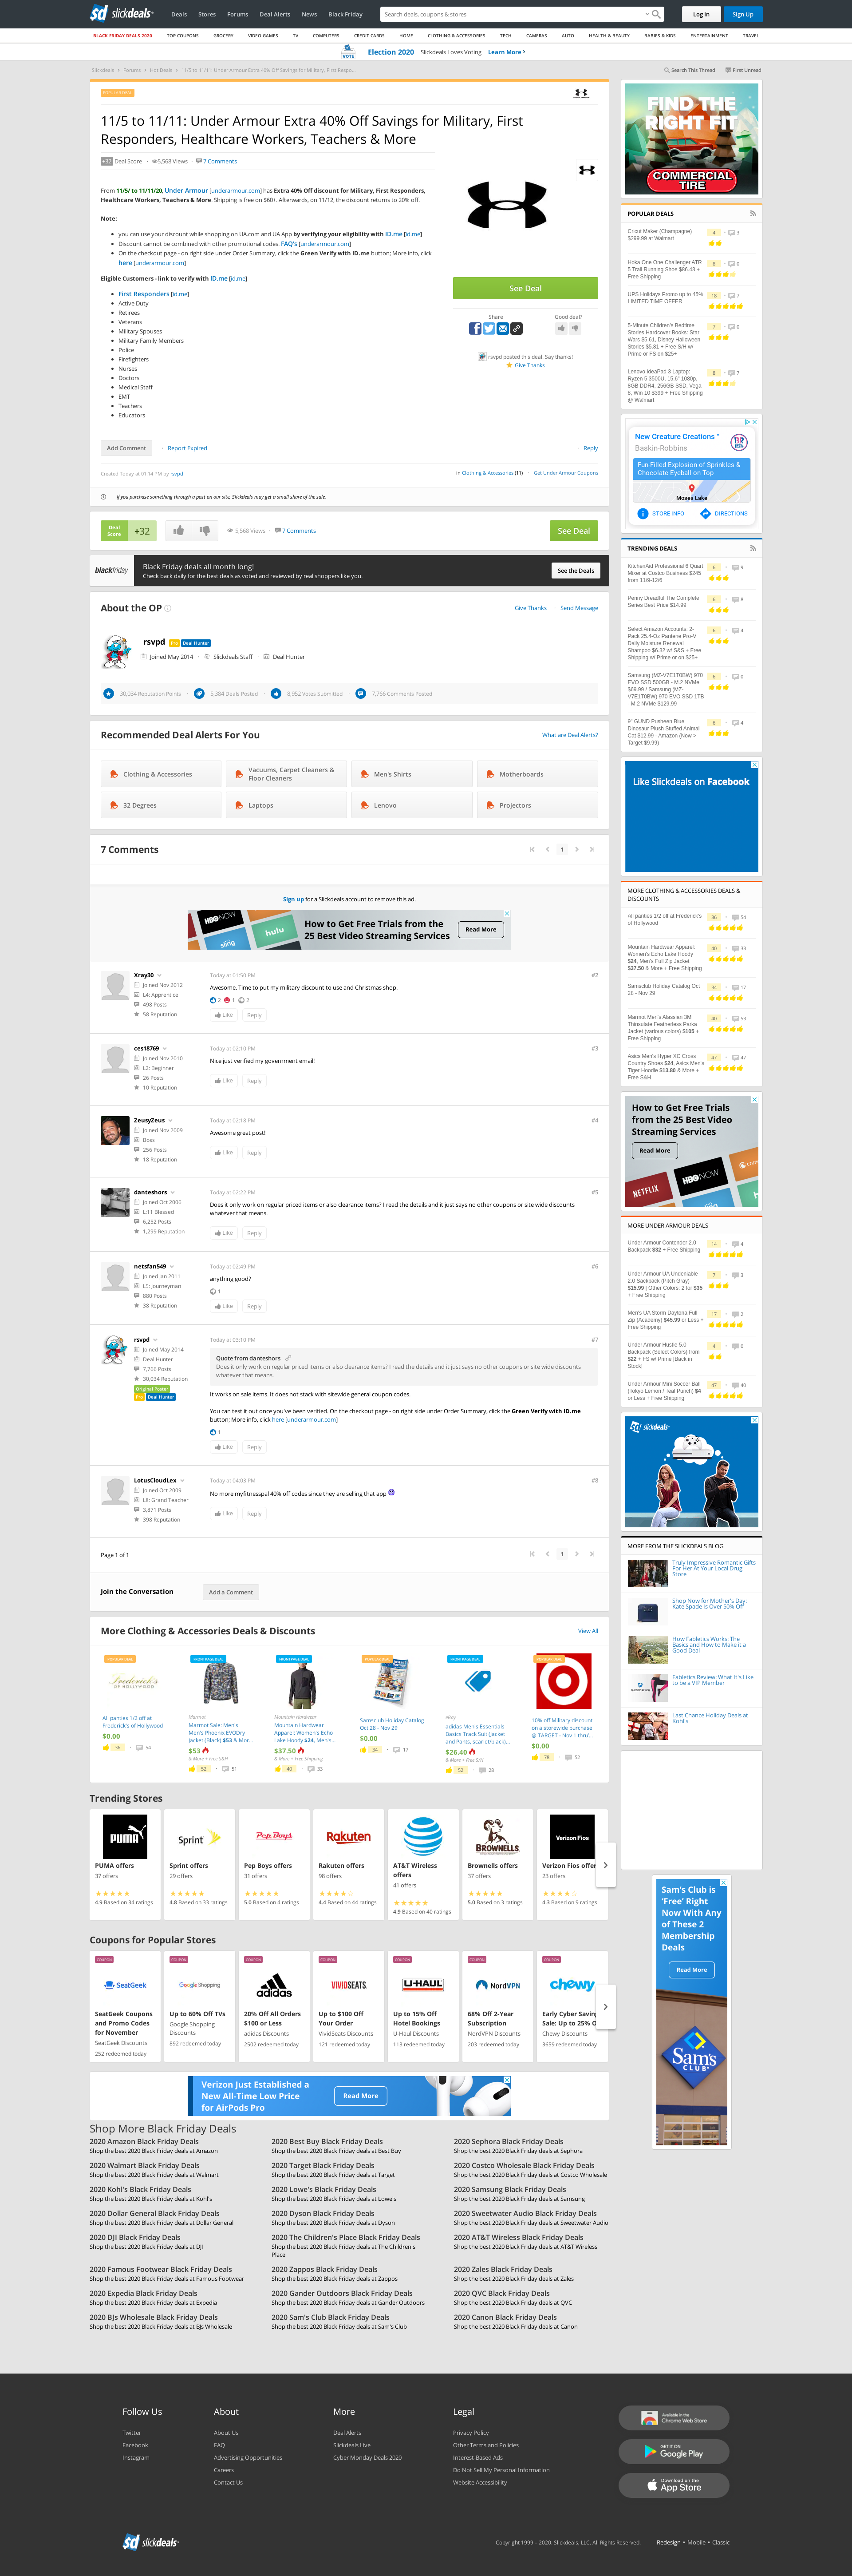 slickdeals
Deals Stores Forums Deal Alerts News Black Friday
Search deals, coupons & stores
Log In Sign Up
BLACK FRIDAY DEALS 2020 TOP COUPONS GROCERY VIDEO GAMES TV COMPUTERS CREDIT CARDS HOME CLOTHING & ACCESSORIES TECH CAMERAS AUTO HEALTH & BEAUTY BABIES & KIDS ENTERTAINMENT TRAVEL
VOTE Election 2020 Slickdeals Loves Voting Learn More
Slickdeals Forums Hot Deals 11/5 to 11/11: Under Armour Extra 40% Off Savings for Military, First Respo...
Search This Thread First Unread
POPULAR DEAL
11/5 to 11/11: Under Armour Extra 40% Off Savings for Military, First
Responders, Healthcare Workers, Teachers & More
+32 Deal Score 5,568 Views 7 Comments
From 11/5/ to 11/11/20, Under Armour [underarmour.com] has Extra 40% Off discount for Military, First Responders,
Healthcare Workers, Teachers & More. Shipping is free on $60+. Afterwards, on 11/12, the discount returns to 20% off.
Note:
you can use your discount while shopping on UA.com and UA App by verifying your eligibility with ID.me [id.me]
Discount cannot be combined with other promotional codes. FAQ's [underarmour.com]
On the checkout page - on right side under Order Summary, click the Green Verify with ID.me button; More info, click
here [underarmour.com]
Eligible Customers - link to verify with ID.me [id.me]
First Responders [id.me]
Active Duty
Retirees
Veterans
Military Spouses
Military Family Members
Police
Firefighters
Nurses
Doctors
Medical Staff
EMT
Teachers
Educators
See Deal
Share Good deal?
rsvpd posted this deal. Say thanks!
Give Thanks
Add Comment Report Expired Reply
Created Today at 01:14 PM by rsvpd
in Clothing & Accessories (11) Get Under Armour Coupons
If you purchase something through a post on our site, Slickdeals may get a small share of the sale.
Deal Score +32 5,568 Views 7 Comments See Deal
blackfriday
Black Friday deals all month long!
Check back daily for the best deals as voted and reviewed by real shoppers like you.
See the Deals
About the OP
Give Thanks Send Message
rsvpd Pro Deal Hunter
Joined May 2014 Slickdeals Staff Deal Hunter
30,034 Reputation Points 5,384 Deals Posted 8,952 Votes Submitted 7,766 Comments Posted
Recommended Deal Alerts For You
What are Deal Alerts?
Clothing & Accessories
Vacuums, Carpet Cleaners & Floor Cleaners
Men's Shirts
Motherboards
32 Degrees
Laptops
Lenovo
Projectors
7 Comments
1
Sign up for a Slickdeals account to remove this ad.
HBO NOW sling hulu
How to Get Free Trials from the
25 Best Video Streaming Services
Read More
Xray30
Joined Nov 2012
L4: Apprentice
498 Posts
58 Reputation
Today at 01:50 PM #2
Awesome. Time to put my military discount to use and Christmas shop.
2 1 2
Like Reply
ces18769
Joined Nov 2010
L2: Beginner
26 Posts
10 Reputation
Today at 02:10 PM #3
Nice just verified my government email!
Like Reply
ZeusyZeus
Joined Nov 2009
Boss
256 Posts
18 Reputation
Today at 02:18 PM #4
Awesome great post!
Like Reply
danteshors
Joined Oct 2006
L:11 Blessed
6,252 Posts
1,299 Reputation
Today at 02:22 PM #5
Does it only work on regular priced items or also clearance items? I read the details and it just says no other coupons or site wide discounts
whatever that means.
Like Reply
netsfan549
Joined Jan 2011
L5: Journeyman
880 Posts
38 Reputation
Today at 02:49 PM #6
anything good?
1
Like Reply
rsvpd
Joined May 2014
Deal Hunter
7,766 Posts
30,034 Reputation
Original Poster
Pro Deal Hunter
Today at 03:10 PM #7
Quote from danteshors
Does it only work on regular priced items or also clearance items? I read the details and it just says no other coupons or site wide discounts
whatever that means.
It works on sale items. It does not stack with sitewide general coupon codes.
You can test it out once you've been verified. On the checkout page - on right side under Order Summary, click the Green Verify with ID.me
button; More info, click here [underarmour.com]
1
Like Reply
LotusCloudLex
Joined Oct 2009
L8: Grand Teacher
3,871 Posts
398 Reputation
Today at 04:03 PM #8
No more myfitnesspal 40% off codes since they are selling that app
Like Reply
Page 1 of 1
1
Join the Conversation Add a Comment
More Clothing & Accessories Deals & Discounts
View All
POPULAR DEAL
FREDERICK'S OF HOLLYWOOD
All panties 1/2 off at
Frederick's of Hollywood
$0.00
36 54
FRONTPAGE DEAL
Marmot
Marmot Sale: Men's
Men's Phoenix EVODry
Jacket (Black) $53 & Mor...
$53
& More + Free S&H
52 51
FRONTPAGE DEAL
Mountain Hardwear
Mountain Hardwear
Apparel: Women's Echo
Lake Hoody $24, Men's...
$37.50
& More + Free Shipping
40 33
POPULAR DEAL
Samsclub Holiday Catalog
Oct 28 - Nov 29
$0.00
34 17
FRONTPAGE DEAL
eBay
adidas Men's Essentials
Basics Track Suit (Jacket
and Pants, scarlet/black)...
$26.40
& More + Free S/H
52 28
POPULAR DEAL
10% off Military discount
on a storewide purchase
@ TARGET - Nov 1 thru'...
$0.00
78 52
Trending Stores
PUMA
PUMA offers
37 offers
4.9 Based on 34 ratings
Sprint
Sprint offers
29 offers
4.8 Based on 33 ratings
Pep Boys
Pep Boys offers
31 offers
5.0 Based on 4 ratings
Rakuten
Rakuten offers
98 offers
4.4 Based on 44 ratings
AT&T
AT&T Wireless
offers
41 offers
4.9 Based on 40 ratings
BROWNELLS
Brownells offers
37 offers
5.0 Based on 3 ratings
Verizon Fios
Verizon Fios offer
23 offers
4.3 Based on 9 ratings
Coupons for Popular Stores
COUPON
SeatGeek
SeatGeek Coupons
and Promo Codes
for November
SeatGeek Discounts
252 redeemed today
COUPON
Google Shopping
Up to 60% Off TVs
Google Shopping
Discounts
892 redeemed today
COUPON
adidas
20% Off All Orders
$100 or Less
adidas Discounts
2502 redeemed today
COUPON
VIVIDSEATS
Up to $100 Off
Your Order
VividSeats Discounts
121 redeemed today
COUPON
U-HAUL
Up to 15% Off
Hotel Bookings
U-Haul Discounts
113 redeemed today
COUPON
NordVPN
68% Off 2-Year
Subscription
NordVPN Discounts
203 redeemed today
COUPON
chewy
Early Cyber Saving
Sale: Up to 25% O
Chewy Discounts
3659 redeemed today
Verizon Just Established a
New All-Time Low Price
for AirPods Pro
Read More
Shop More Black Friday Deals
2020 Amazon Black Friday Deals
Shop the best 2020 Black Friday deals at Amazon
2020 Best Buy Black Friday Deals
Shop the best 2020 Black Friday deals at Best Buy
2020 Sephora Black Friday Deals
Shop the best 2020 Black Friday deals at Sephora
2020 Walmart Black Friday Deals
Shop the best 2020 Black Friday deals at Walmart
2020 Target Black Friday Deals
Shop the best 2020 Black Friday deals at Target
2020 Costco Wholesale Black Friday Deals
Shop the best 2020 Black Friday deals at Costco Wholesale
2020 Kohl's Black Friday Deals
Shop the best 2020 Black Friday deals at Kohl's
2020 Lowe's Black Friday Deals
Shop the best 2020 Black Friday deals at Lowe's
2020 Samsung Black Friday Deals
Shop the best 2020 Black Friday deals at Samsung
2020 Dollar General Black Friday Deals
Shop the best 2020 Black Friday deals at Dollar General
2020 Dyson Black Friday Deals
Shop the best 2020 Black Friday deals at Dyson
2020 Sweetwater Audio Black Friday Deals
Shop the best 2020 Black Friday deals at Sweetwater Audio
2020 DJI Black Friday Deals
Shop the best 2020 Black Friday deals at DJI
2020 The Children's Place Black Friday Deals
Shop the best 2020 Black Friday deals at The Children's
Place
2020 AT&T Wireless Black Friday Deals
Shop the best 2020 Black Friday deals at AT&T Wireless
2020 Famous Footwear Black Friday Deals
Shop the best 2020 Black Friday deals at Famous Footwear
2020 Zappos Black Friday Deals
Shop the best 2020 Black Friday deals at Zappos
2020 Zales Black Friday Deals
Shop the best 2020 Black Friday deals at Zales
2020 Expedia Black Friday Deals
Shop the best 2020 Black Friday deals at Expedia
2020 Gander Outdoors Black Friday Deals
Shop the best 2020 Black Friday deals at Gander Outdoors
2020 QVC Black Friday Deals
Shop the best 2020 Black Friday deals at QVC
2020 BJs Wholesale Black Friday Deals
Shop the best 2020 Black Friday deals at BJs Wholesale
2020 Sam's Club Black Friday Deals
Shop the best 2020 Black Friday deals at Sam's Club
2020 Canon Black Friday Deals
Shop the best 2020 Black Friday deals at Canon
FIND THE
RIGHT FIT
COMMERCIAL
TIRE
POPULAR DEALS
Cricut Maker (Champagne)
$299.99 at Walmart
4 3
Hoka One One Challenger ATR
5 Trail Running Shoe $66.43 +
Free Shipping
8 0
UPS Holidays Promo up to 45%
LIMITED TIME OFFER
18 7
5-Minute Children's Bedtime
Stories Hardcover Books: Star
Wars $5.61, Disney Halloween
Stories $5.81 + Free S/H w/
Prime or FS on $25+
7 0
Lenovo IdeaPad 3 Laptop:
Ryzen 5 3500U, 15.6" 1080p,
8GB DDR4, 256GB SSD, Vega
8, Win 10 $399 + Free Shipping
@ Walmart
8 7
New Creature Creations™
Baskin-Robbins
Fun-Filled Explosion of Sprinkles &
Chocolate Eyeball on Top
Moses Lake
STORE INFO DIRECTIONS
TRENDING DEALS
KitchenAid Professional 6 Quart
Mixer at Costco Business $245
from 11/9-12/6
6 9
Penny Dreadful The Complete
Series Best Price $14.99
6 8
Select Amazon Accounts: 2-
Pack 25.4-Oz Pantene Pro-V
Daily Moisture Renewal
Shampoo $6.32 w/ S&S + Free
Shipping w/ Prime or on $25+
6 4
Samsung (MZ-V7E1T0BW) 970
EVO SSD 500GB - M.2 NVMe
$69.99 / Samsung (MZ-
V7E1T0BW) 970 EVO SSD 1TB
- M.2 NVMe $129.99
6 0
9" GUND Pusheen Blue
Dinosaur Plush Stuffed Animal
Cat $12.99 - Amazon (Now >
Target $9.99)
6 4
Like Slickdeals on Facebook
MORE CLOTHING & ACCESSORIES DEALS &
DISCOUNTS
All panties 1/2 off at Frederick's
of Hollywood
36 54
Mountain Hardwear Apparel:
Women's Echo Lake Hoody
$24, Men's Full Zip Jacket
$37.50 & More + Free Shipping
40 33
Samsclub Holiday Catalog Oct
28 - Nov 29
34 17
Marmot Men's Alassian 3M
Thinsulate Featherless Parka
Jacket (various colors) $105 +
Free Shipping
40 53
Asics Men's Hyper XC Cross
Country Shoes $24, Asics Men's
Tiger Hoodie $13.80 & More +
Free S&H
47 47
How to Get Free Trials
from the 25 Best Video
Streaming Services
Read More
NETFLIX HBO NOW
MORE UNDER ARMOUR DEALS
Under Armour Contender 2.0
Backpack $32 + Free Shipping
14 4
Under Armour UA Undeniable
2.0 Sackpack (Pitch Gray)
$15.99 | Other Colors: 2 for $35
+ Free Shipping
7 3
Men's UA Storm Daytona Full
Zip (Academy) $45.99 or Less +
Free Shipping
17 2
Under Armour Hustle 5.0
Backpack (Select Colors) from
$22 + FS w/ Prime [Back in
Stock]
4 0
Under Armour Mini Soccer Ball
(Tokyo Lemon / Teal Punch) $4
or Less + Free Shipping
47 40
slickdeals
MORE FROM THE SLICKDEALS BLOG
Truly Impressive Romantic Gifts
For Her At Your Local Drug
Store
Shop Now for Mother's Day:
Kate Spade Is Over 50% Off
How Fabletics Works: The
Basics and How to Make it a
Good Deal
Fabletics Review: What It's Like
to be a VIP Member
Last Chance Holiday Deals at
Kohl's
Sam's Club is
'Free' Right
Now With Any
of These 2
Membership
Deals
Read More
Sam's
CLUB
Follow Us
Twitter
Facebook
Instagram
About
About Us
FAQ
Advertising Opportunities
Careers
Contact Us
More
Deal Alerts
Slickdeals Live
Cyber Monday Deals 2020
Legal
Privacy Policy
Other Terms and Policies
Interest-Based Ads
Do Not Sell My Personal Information
Website Accessibility
Available in the
Chrome Web Store
GET IT ON
Google Play
Download on the
App Store
slickdeals
Copyright 1999 - 2020. Slickdeals, LLC. All Rights Reserved. Redesign • Mobile • Classic